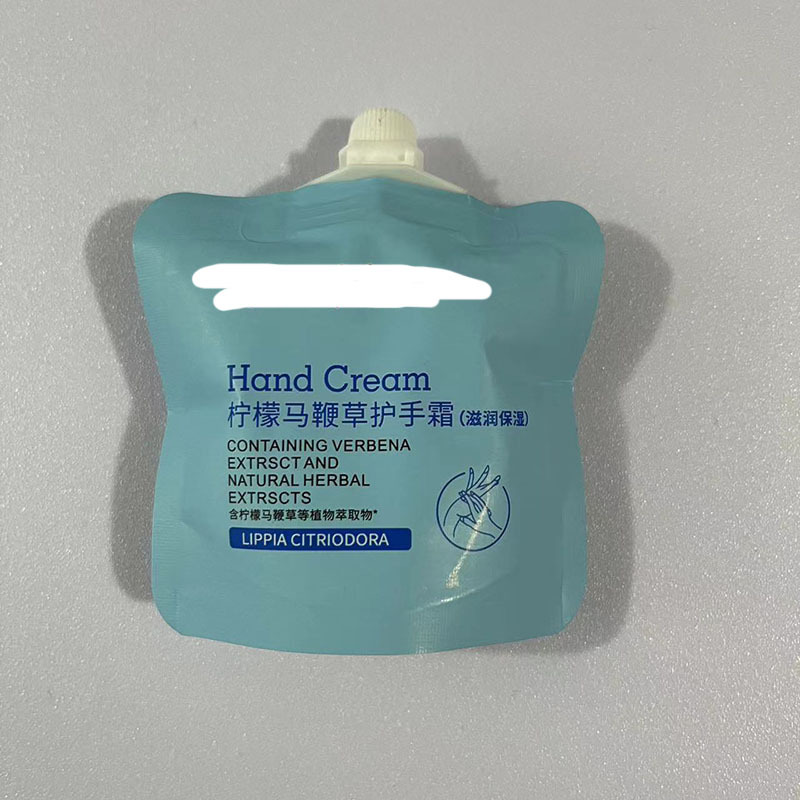 Hand Cream
柠檬马鞭草护手霜(滋润保湿)
CONTAINING VERBENA
EXTRSCT AND
NATURAL HERBAL
EXTRSCTS
含柠檬马鞭草等植物萃取物*
LIPPIA CITRIODORA